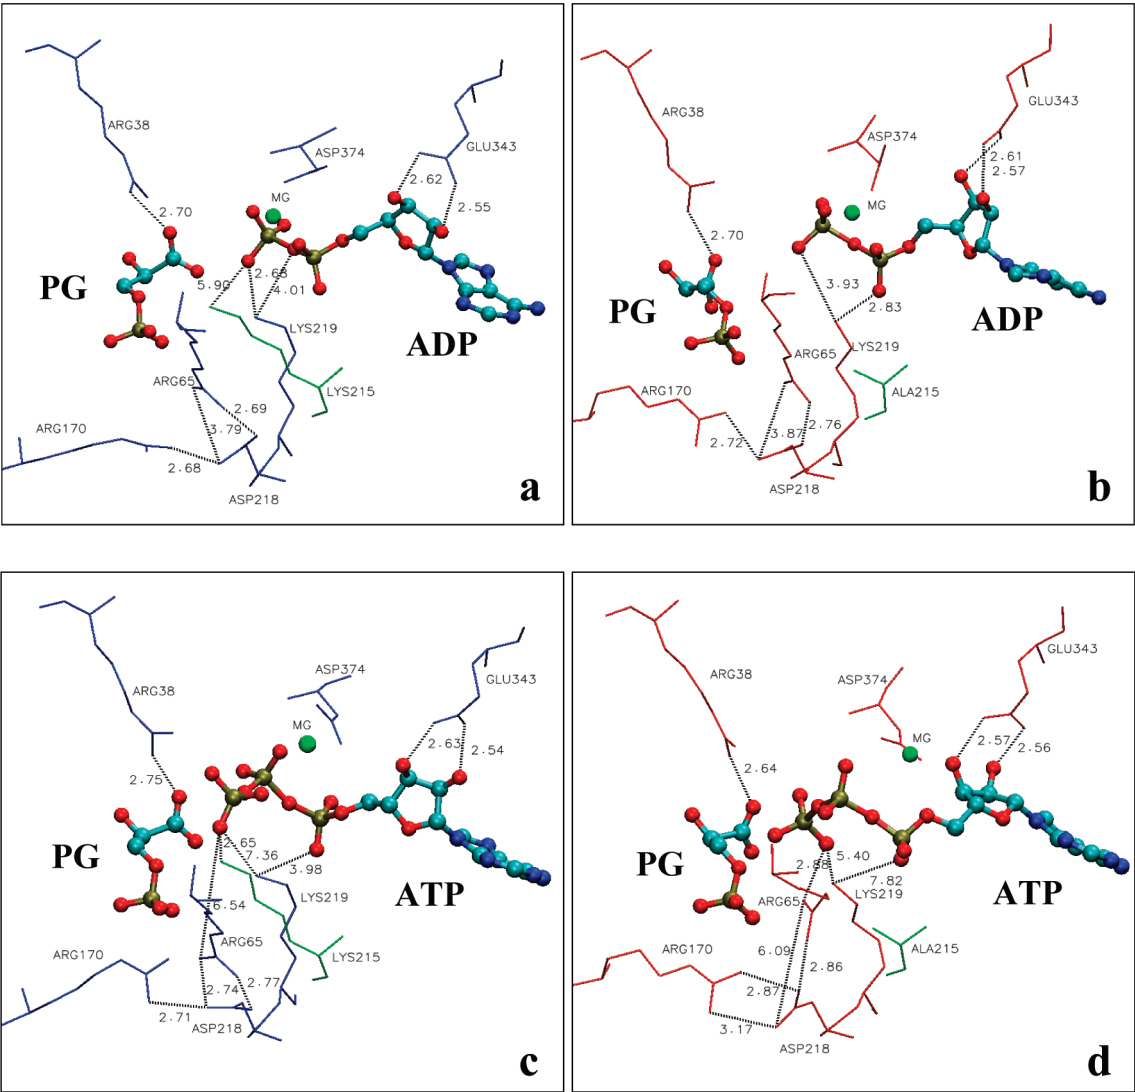 ARG38
ASP374
GLU343
2.62
MG
2.70
2.55
PG
5.90
2.68
4.01
LYS219
ADP
ARG65
LYS215
2.69
ARG170
3.79
2.68
ASP218
a
GLU343
ARG38
ASP374
2.61
2.57
MG
2.70
PG
3.93
2.83
ADP
LYS219
ARG65
ARG170
ALA215
2.72
3.87
2.76
ASP218
b
ASP374
GLU343
ARG38
MG
2.63
2.54
2.75
PG
2.65
7.36
3.98
ATP
LYS219
6.54
ARG65
ARG170
LYS215
2.74
2.77
2.71
ASP218
c
GLU343
ARG38
ASP374
MG
2.57
2.56
2.64
PG
2.88
5.40
7.82
ATP
LYS219
ARG65
ARG170
ALA215
6.09
2.86
2.87
3.17
ASP218
d